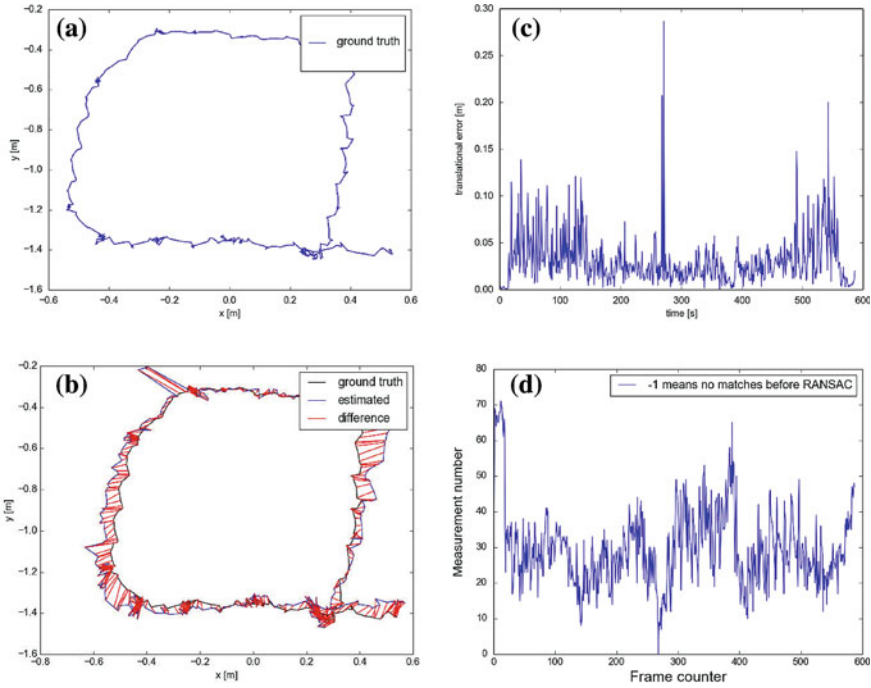 (a)
ground truth
−0.2
−0.4
−0.6
−0.8
−1.0
−1.2
−1.4
−1.6
y [m]
−0.6 −0.4 −0.2 0.0 0.2 0.4 0.6
x [m]
(c)
0.30
0.25
0.20
0.15
0.10
0.05
0.00
translational error [m]
0 100 200 300 400 500 600
time [s]
(b)
ground truth
estimated
difference
−0.2
−0.4
−0.6
−0.8
−1.0
−1.2
−1.4
−1.6
y [m]
−0.8 −0.6 −0.4 −0.2 0.0 0.2 0.4 0.6
x [m]
(d)
-1 means no matches before RANSAC
80
70
60
50
40
30
20
10
0
Measurement number
0 100 200 300 400 500 600
Frame counter